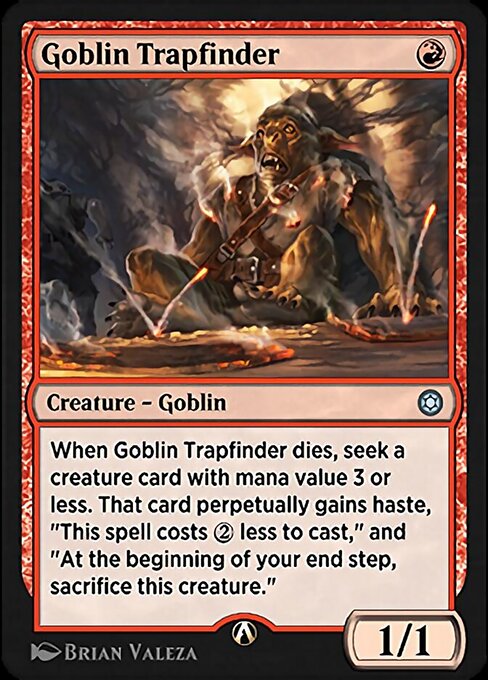 Goblin Trapfinder
Creature – Goblin
When Goblin Trapfinder dies, seek a
creature card with mana value 3 or
less. That card perpetually gains haste,
"This spell costs ② less to cast," and
"At the beginning of your end step,
sacrifice this creature."
1/1
Brian Valeza